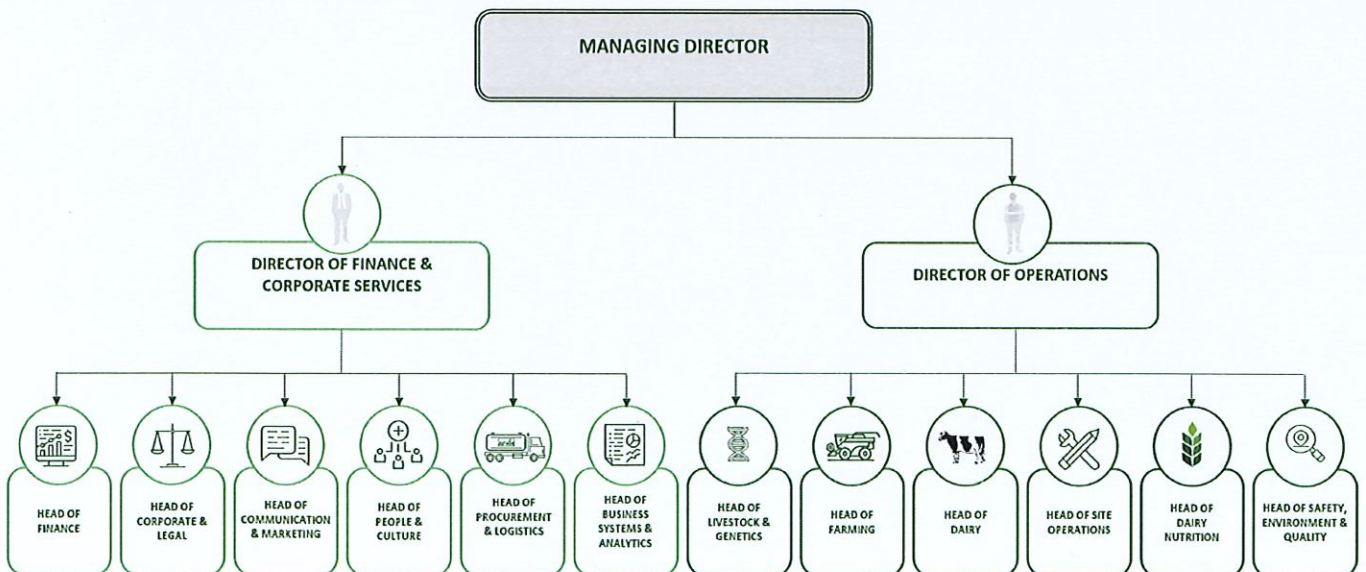 MANAGING DIRECTOR
DIRECTOR OF FINANCE &
CORPORATE SERVICES
DIRECTOR OF OPERATIONS
$
HEAD OF
FINANCE
HEAD OF
CORPORATE &
LEGAL
HEAD OF
COMMUNICATION
& MARKETING
HEAD OF
PEOPLE &
CULTURE
HEAD OF
PROCUREMENT
& LOGISTICS
HEAD OF
BUSINESS
SYSTEMS &
ANALYTICS
HEAD OF
LIVESTOCK &
GENETICS
HEAD OF
FARMING
HEAD OF
DAIRY
HEAD OF SITE
OPERATIONS
HEAD OF
DAIRY
NUTRITION
HEAD OF SAFETY,
ENVIRONMENT &
QUALITY